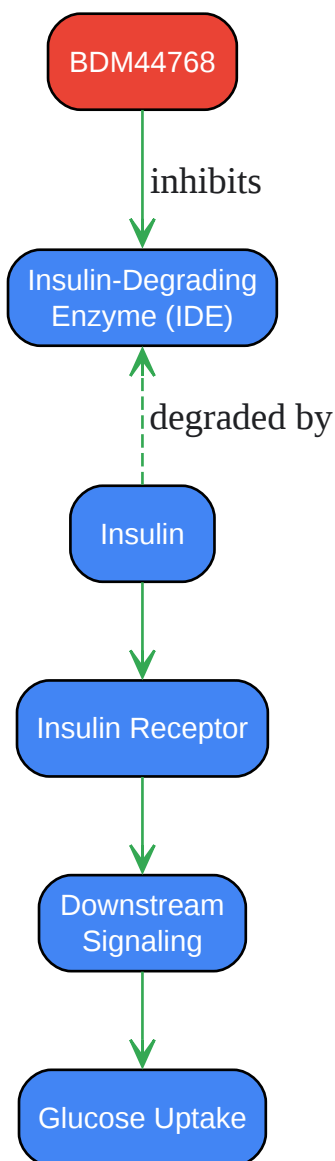 BDM44768
inhibits
Insulin-Degrading
Enzyme (IDE)
degraded by
Insulin
Insulin Receptor
Downstream
Signaling
Glucose Uptake